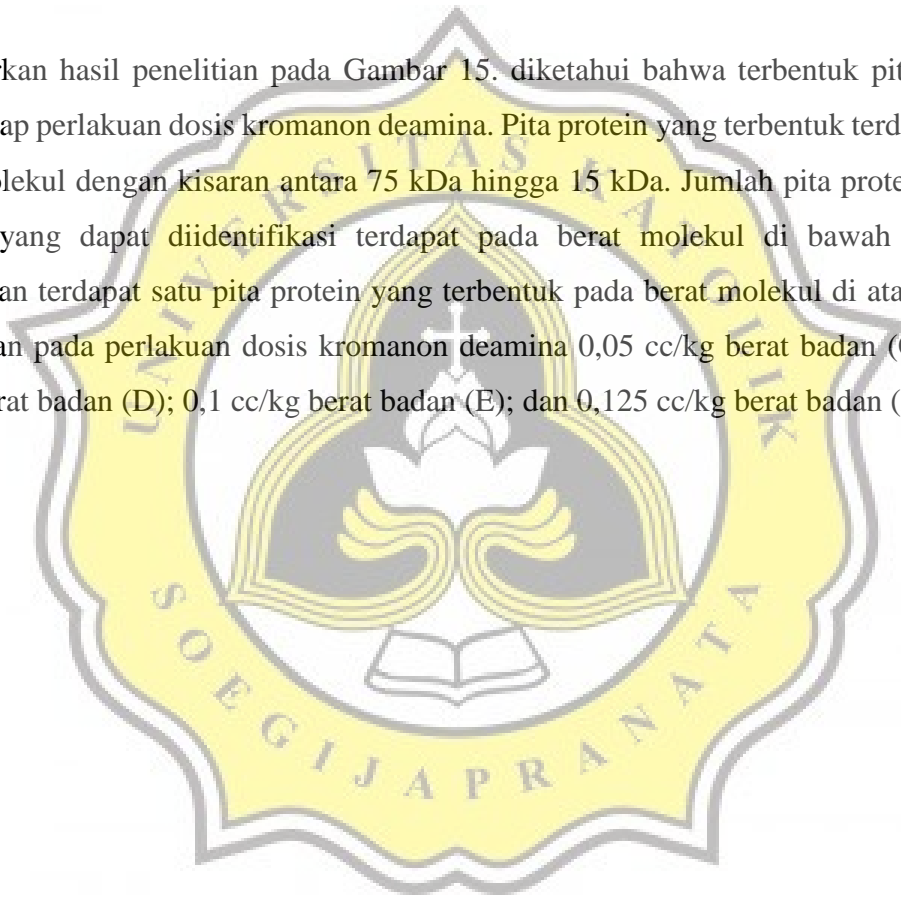 rkan hasil penelitian pada Gambar 15. diketahui bahwa terbentuk pit
ap perlakuan dosis kromanon deamina. Pita protein yang terbentuk terd
olekul dengan kisaran antara 75 kDa hingga 15 kDa. Jumlah pita prote
yang dapat diidentifikasi terdapat pada berat molekul di bawah
an terdapat satu pita protein yang terbentuk pada berat molekul di ata
an pada perlakuan dosis kromanon deamina 0,05 cc/kg berat badan (
rat badan (D); 0,1 cc/kg berat badan (E); dan 0,125 cc/kg berat badan (
UNIVERSITAS KATOLIK
SOEGIJAPRANATA